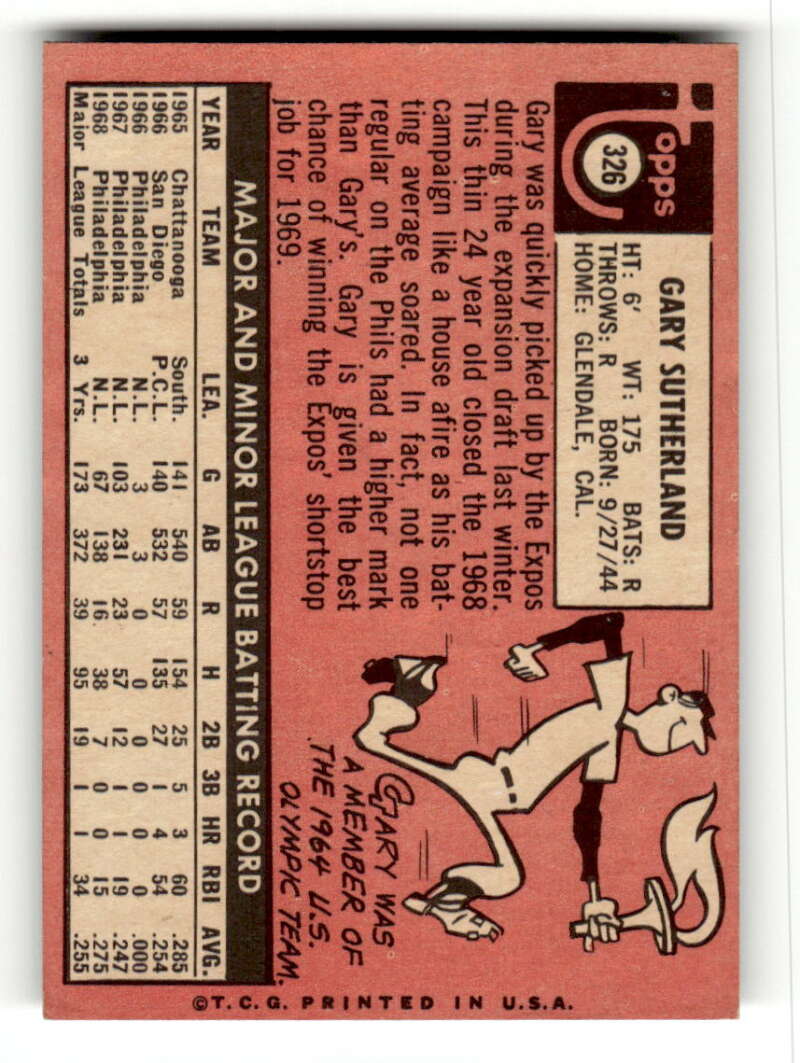 Topps
326
GARY SUTHERLAND
HT: 6' WT: 175 BATS: R
THROWS: R BORN: 9/27/44
HOME: GLENDALE, CAL.
Gary was quickly picked up by the Expos
during the expansion draft last winter.
This thin 24 year old closed the 1968
campaign like a house afire as his bat-
ting average soared. In fact, not one
regular on the Phils had a higher mark
than Gary's. Gary is given the best
chance of winning the Expos' shortstop
job for 1969.
GARY WAS
A MEMBER OF
THE 1964 U.S.
OLYMPIC TEAM.
MAJOR AND MINOR LEAGUE BATTING RECORD
YEAR TEAM LEA. G AB R H 2B 3B HR RBI AVG.
1965 Chattanooga South. 141 540 59 154 25 5 3 60 .285
1966 San Diego P.C.L. 140 532 57 135 27 1 4 54 .254
1966 Philadelphia N.L. 3 3 0 0 0 0 0 0 .000
1967 Philadelphia N.L. 103 231 23 57 12 1 1 19 .247
1968 Philadelphia N.L. 67 138 16 38 7 0 0 15 .275
Major League Totals 3 Yrs. 173 372 39 95 19 1 1 34 .255
©T.C.G. PRINTED IN U.S.A.